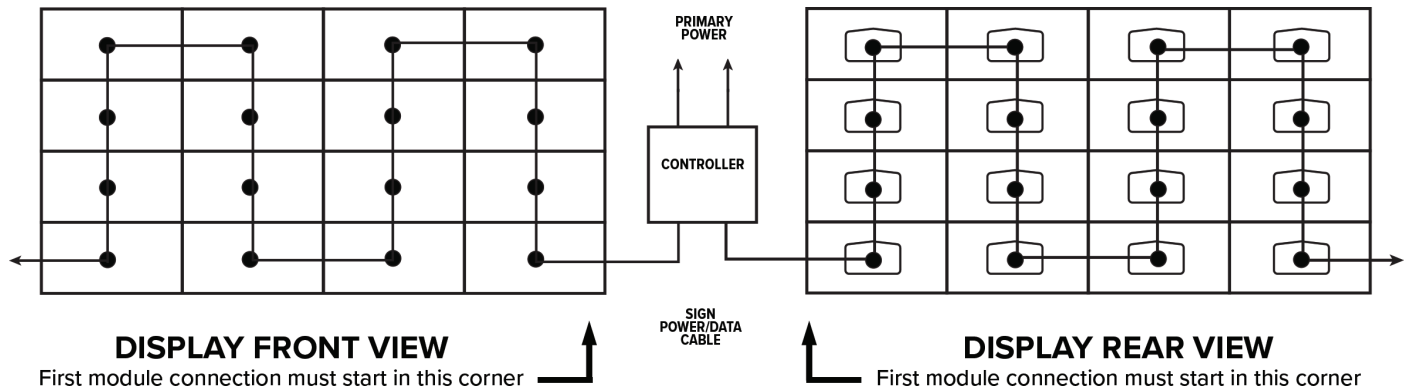 PRIMARY
POWER
CONTROLLER
SIGN
POWER/DATA
CABLE
DISPLAY FRONT VIEW
First module connection must start in this corner
DISPLAY REAR VIEW
First module connection must start in this corner